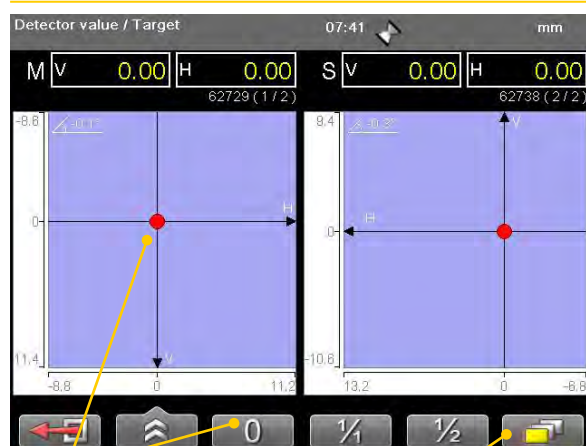 Detector value / Target 07:41 mm
M V 0.00 H 0.00 S V 0.00 H 0.00
62729 (1/2) 62738 (2/2)
-8.6 9.4 V
H H
0 0
11.4 V -10.6
-8.8 0 11.2 13.2 0 -6.8
0 1/1 1/2